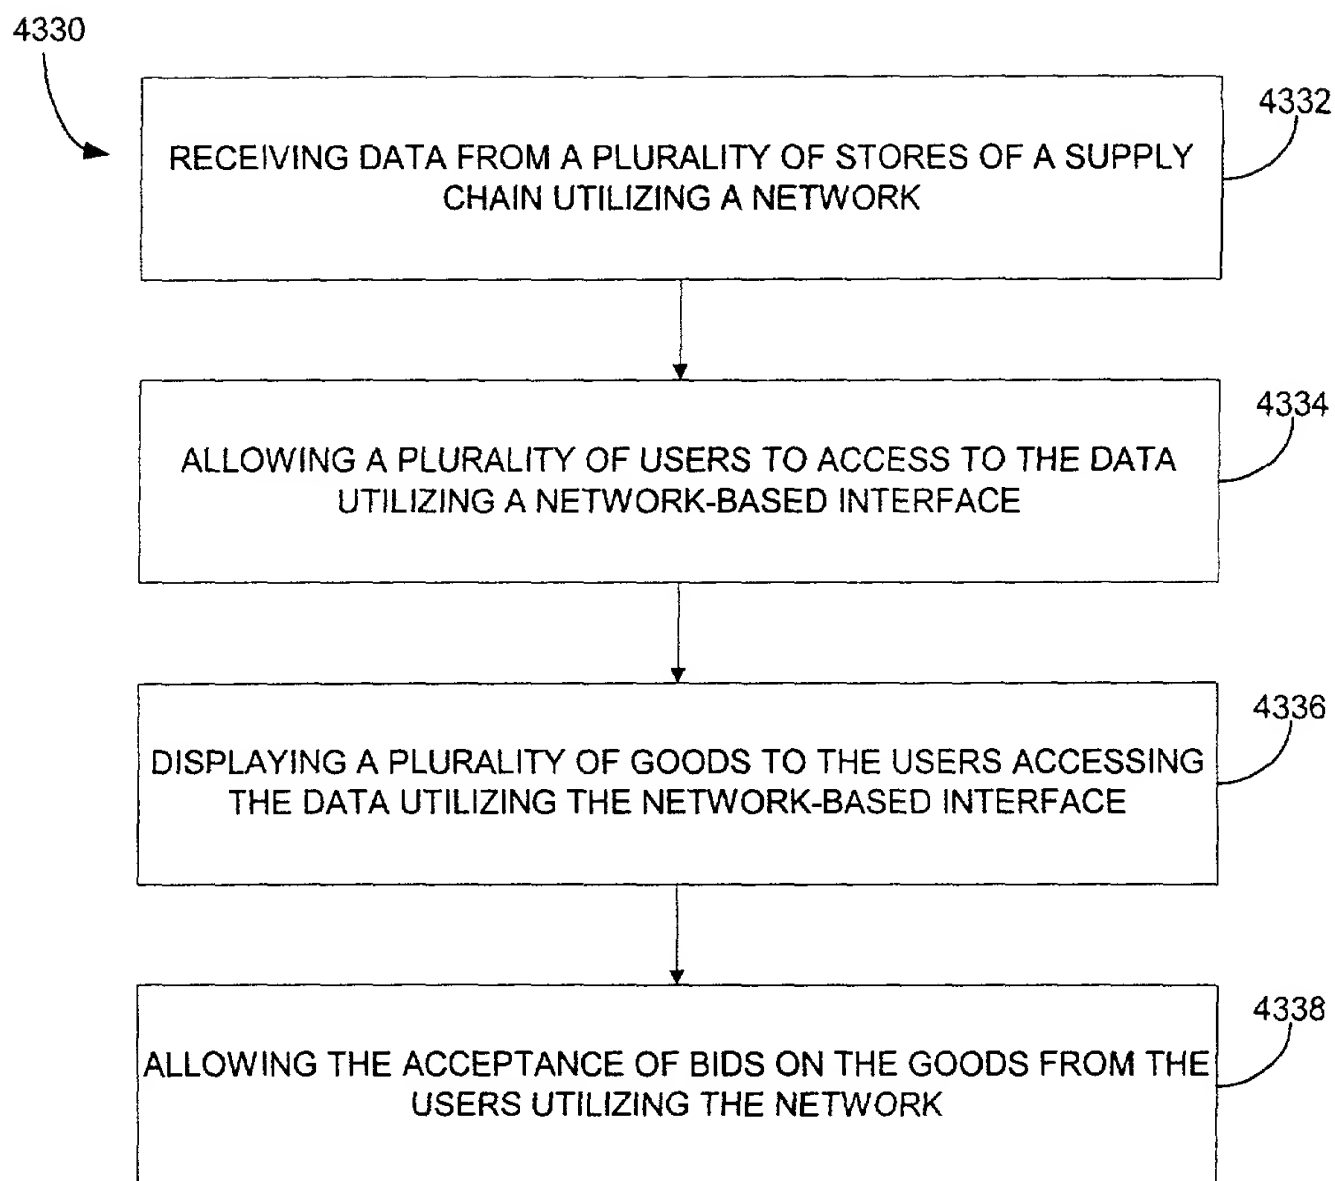 4330
4332
RECEIVING DATA FROM A PLURALITY OF STORES OF A SUPPLY
CHAIN UTILIZING A NETWORK
4334
ALLOWING A PLURALITY OF USERS TO ACCESS TO THE DATA
UTILIZING A NETWORK-BASED INTERFACE
4336
DISPLAYING A PLURALITY OF GOODS TO THE USERS ACCESSING
THE DATA UTILIZING THE NETWORK-BASED INTERFACE
4338
ALLOWING THE ACCEPTANCE OF BIDS ON THE GOODS FROM THE
USERS UTILIZING THE NETWORK